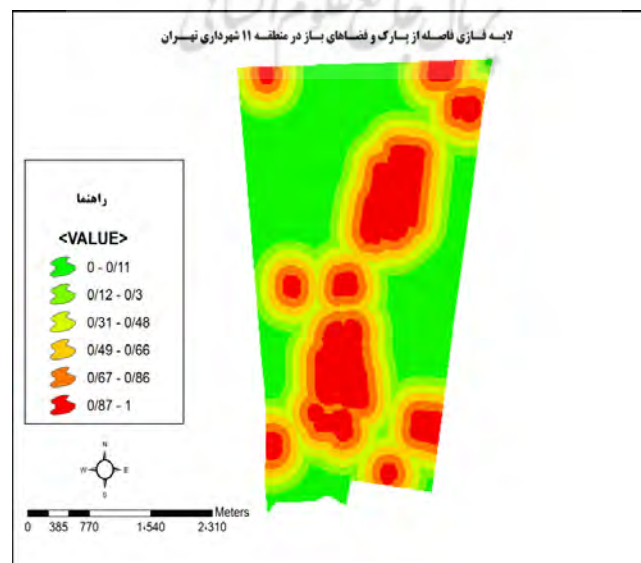 لایه فازی فاصله از پارک و فضاهای باز در منطقه ۱۱ شهرداری تهران
راهنما
<VALUE>
0 - 0/11
0/12 - 0/3
0/31 - 0/48
0/49 - 0/66
0/67 - 0/86
0/87 - 1
N
W E
S
Meters
0 385 770 1،540 2،310